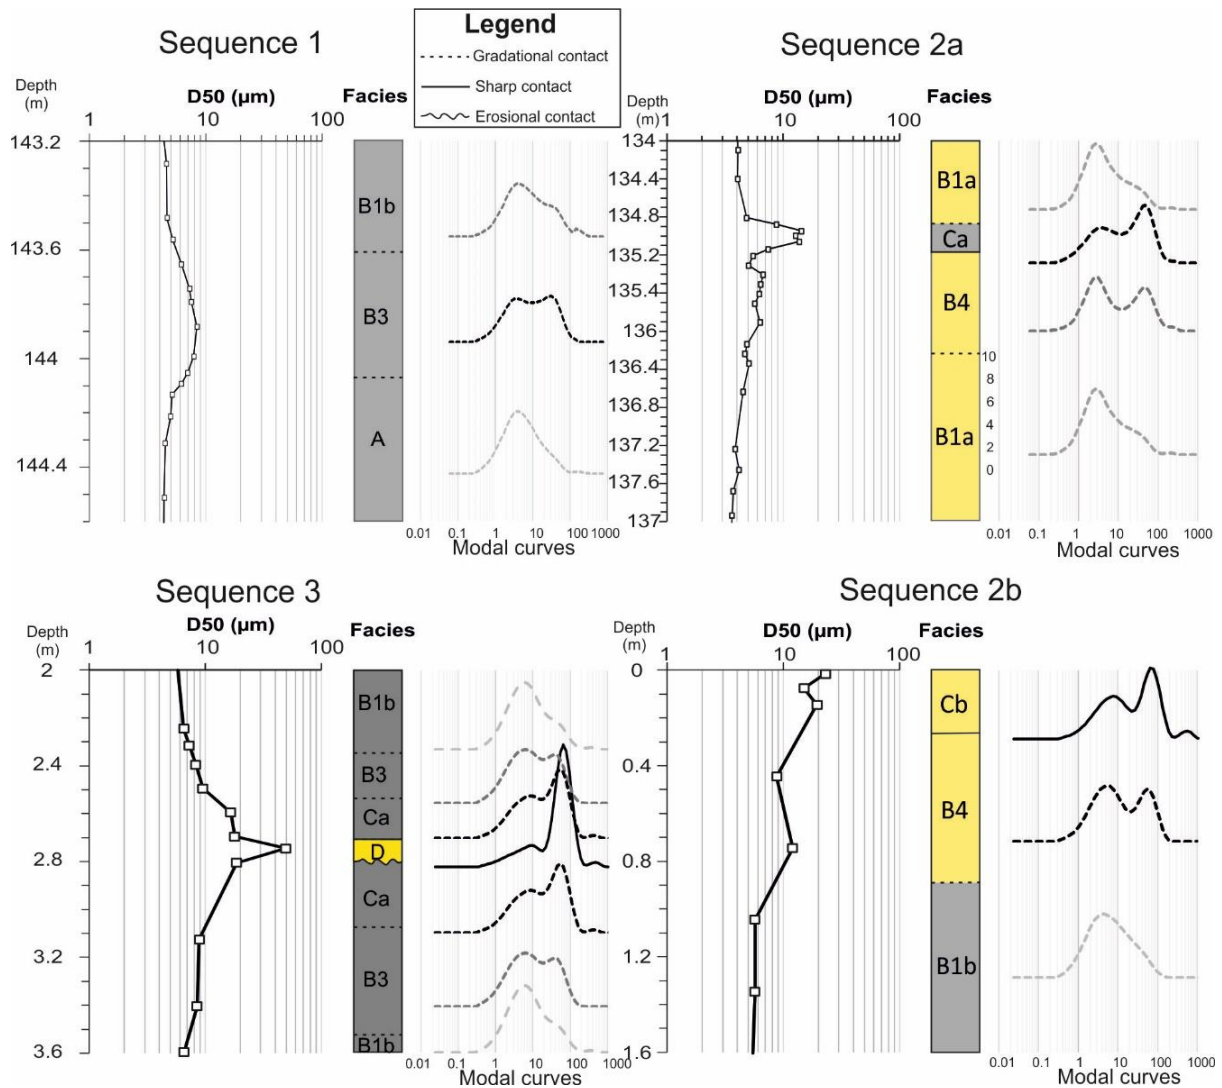 Sequence 1
Depth
(m)
D50 (µm)
Facies
1
10
100
143.2
143.6
144
144.4
B1b
B3
A
0.01 0.1 1 10 100 1000
Modal curves
Legend
Gradational contact
Sharp contact
Erosional contact
Sequence 2a
Depth
(m)
D50 (µm)
Facies
1
10
100
134
134.4
134.8
135.2
135.4
136
136.4
136.8
137.2
137.6
137
B1a
Ca
B4
B1a
10
8
6
4
2
0
0.01 0.1 1 10 100 1000
Modal curves
Sequence 3
Depth
(m)
D50 (µm)
Facies
1
10
100
2
2.4
2.8
3.2
3.6
B1b
B3
Ca
D
Ca
B3
B1b
0.01 0.1 1 10 100 1000
Modal curves
Sequence 2b
Depth
(m)
D50 (µm)
Facies
1
10
100
0
0.4
0.8
1.2
1.6
Cb
B4
B1b
0.01 0.1 1 10 100 1000
Modal curves